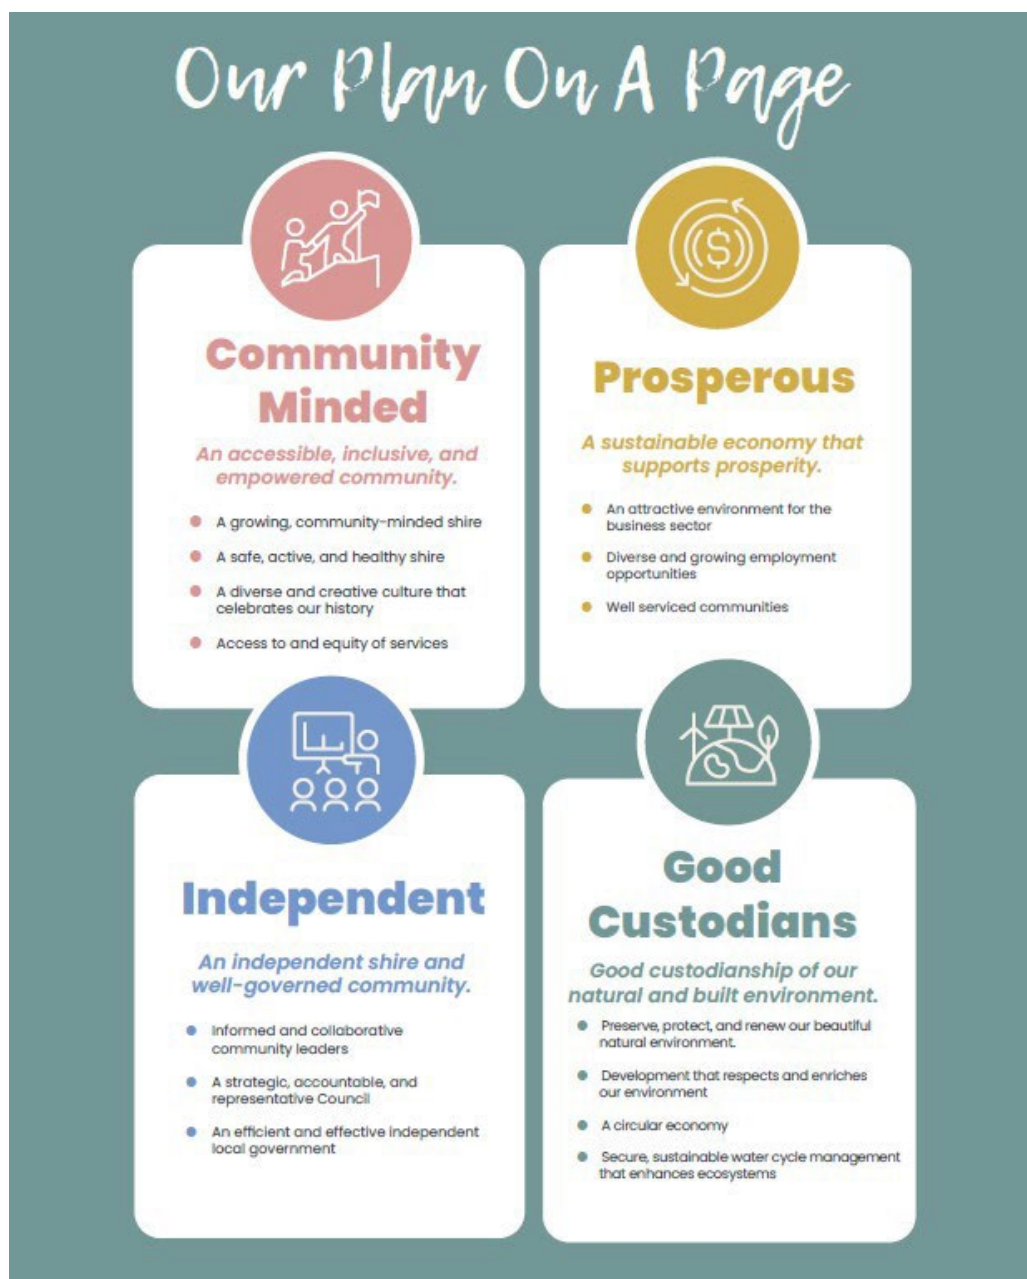 Our Plan On A Page
Community
Minded
An accessible, inclusive, and
empowered community.
A growing, community-minded shire
A safe, active, and healthy shire
A diverse and creative culture that
celebrates our history
Access to and equity of services
$
Prosperous
A sustainable economy that
supports prosperity.
An attractive environment for the
business sector
Diverse and growing employment
opportunities
Well serviced communities
Independent
An independent shire and
well-governed community.
Informed and collaborative
community leaders
A strategic, accountable, and
representative Council
An efficient and effective independent
local government
Good
Custodians
Good custodianship of our
natural and built environment.
Preserve, protect, and renew our beautiful
natural environment.
Development that respects and enriches
our environment
A circular economy
Secure, sustainable water cycle management
that enhances ecosystems